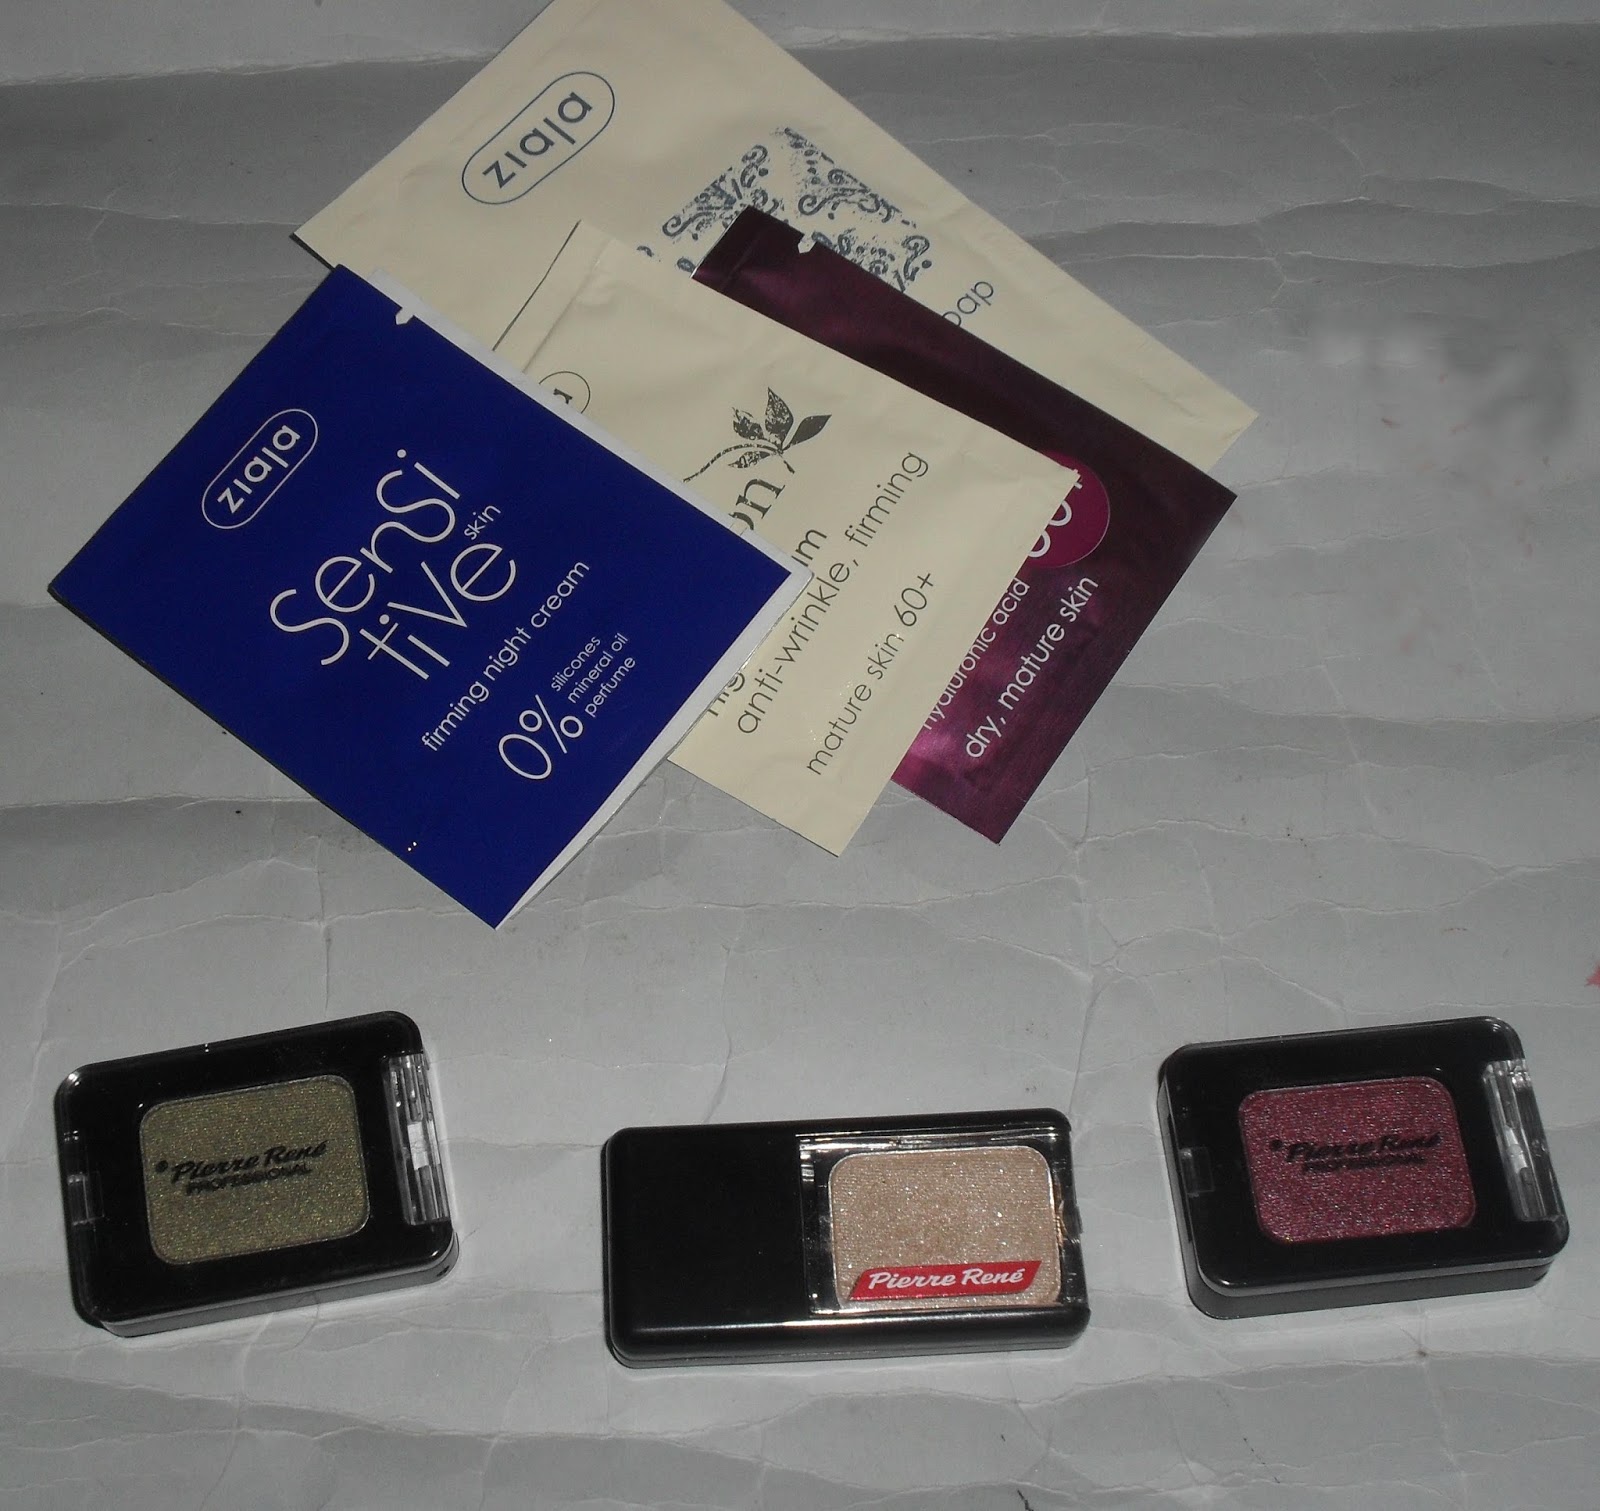 ziaja
ziaja
Sensi
tive
skin
firming night cream
0%
silicones
mineral oil
perfume
anti-wrinkle, firming
mature skin 60+
hyaluronic acid
dry, mature skin
Pierre René
PROFESSIONAL
Pierre René
Pierre René
PROFESSIONAL